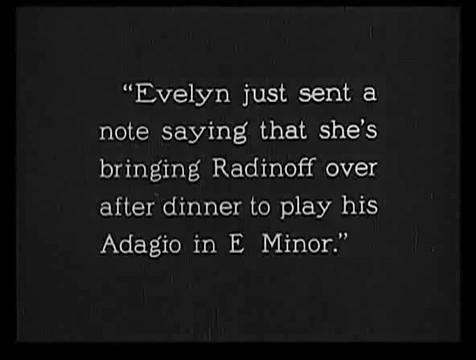 “Evelyn just sent a
note saying that she’s
bringing Radinoff over
after dinner to play his
Adagio in E Minor.”